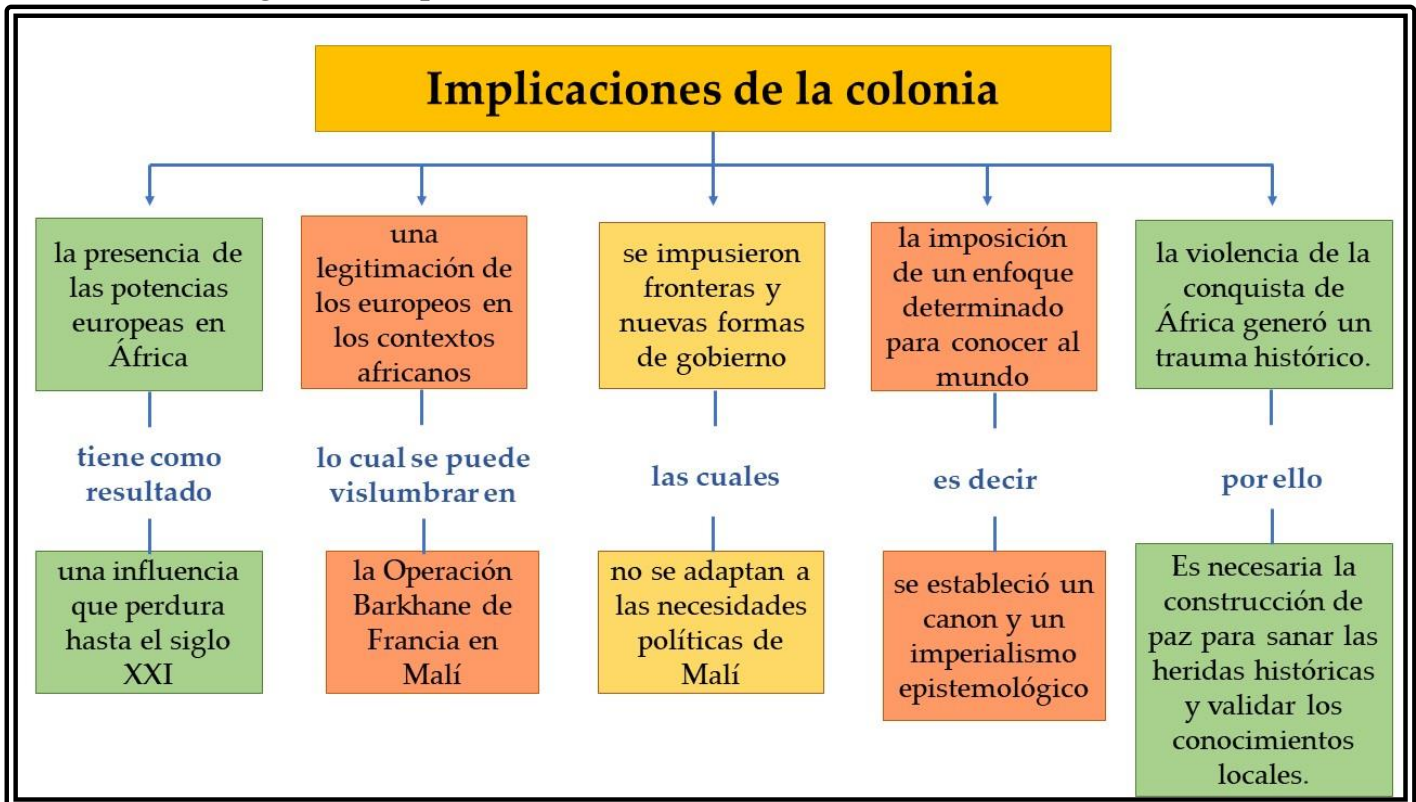 Implicaciones de la colonia
la presencia de
las potencias
europeas en
África
tiene como
resultado
una influencia
que perdura
hasta el siglo
XXI
una
legitimación de
los europeos en
los contextos
africanos
lo cual se puede
vislumbrar en
la Operación
Barkhane de
Francia en
Malí
se impusieron
fronteras y
nuevas formas
de gobierno
las cuales
no se adaptan a
las necesidades
políticas de
Malí
la imposición
de un enfoque
determinado
para conocer al
mundo
es decir
se estableció un
canon y un
imperialismo
epistemológico
la violencia de la
conquista de
África generó un
trauma histórico.
por ello
Es necesaria la
construcción de
paz para sanar las
heridas históricas
y validar los
conocimientos
locales.